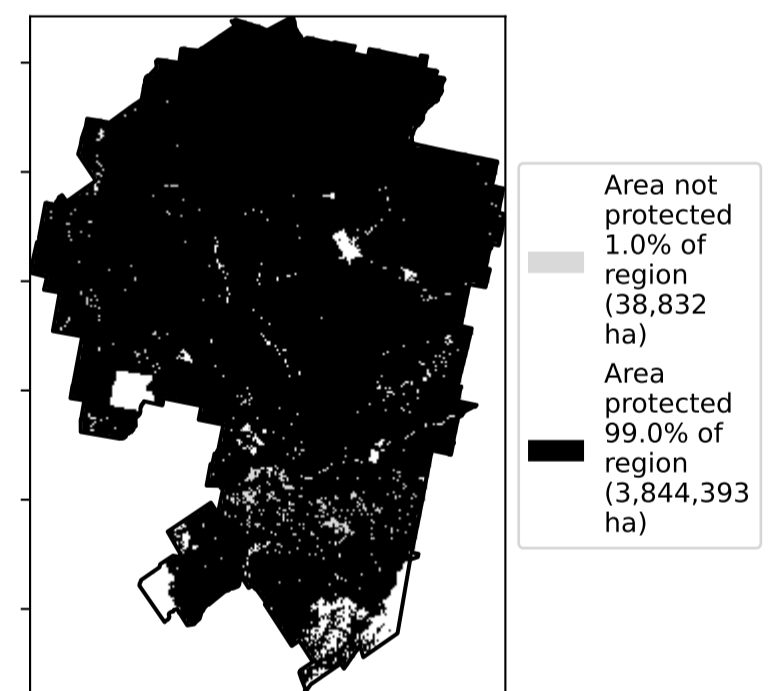 Area not
protected
1.0% of
region
(38,832
ha)
Area
protected
99.0% of
region
(3,844,393
ha)